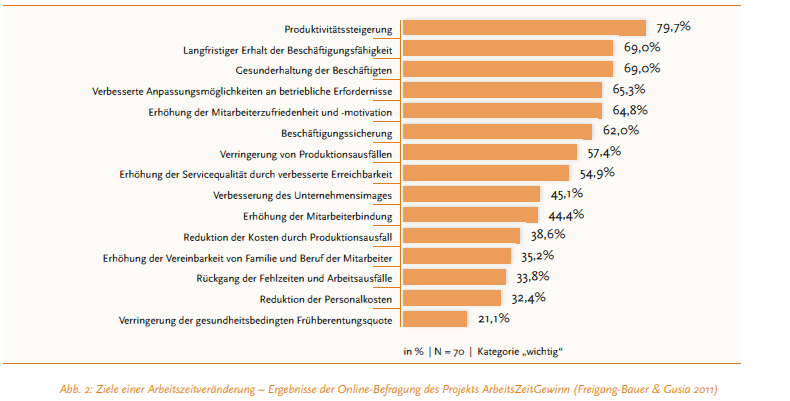 Produktivitätssteigerung 79,7%
Langfristiger Erhalt der Beschäftigungsfähigkeit 69,0%
Gesunderhaltung der Beschäftigten 69,0%
Verbesserte Anpassungsmöglichkeiten an betriebliche Erfordernisse 65,3%
Erhöhung der Mitarbeiterzufriedenheit und -motivation 64,8%
Beschäftigungssicherung 62,0%
Verringerung von Produktionsausfällen 57,4%
Erhöhung der Servicequalität durch verbesserte Erreichbarkeit 54,9%
Verbesserung des Unternehmensimages 45,1%
Erhöhung der Mitarbeiterbindung 44,4%
Reduktion der Kosten durch Produktionsausfall 38,6%
Erhöhung der Vereinbarkeit von Familie und Beruf der Mitarbeiter 35,2%
Rückgang der Fehlzeiten und Arbeitsausfälle 33,8%
Reduktion der Personalkosten 32,4%
Verringerung der gesundheitsbedingten Frühberentungsquote 21,1%
in % | N = 70 | Kategorie „wichtig“
Abb. 2: Ziele einer Arbeitszeitveränderung – Ergebnisse der Online-Befragung des Projekts ArbeitsZeitGewinn (Freigang-Bauer & Gusia 2011)